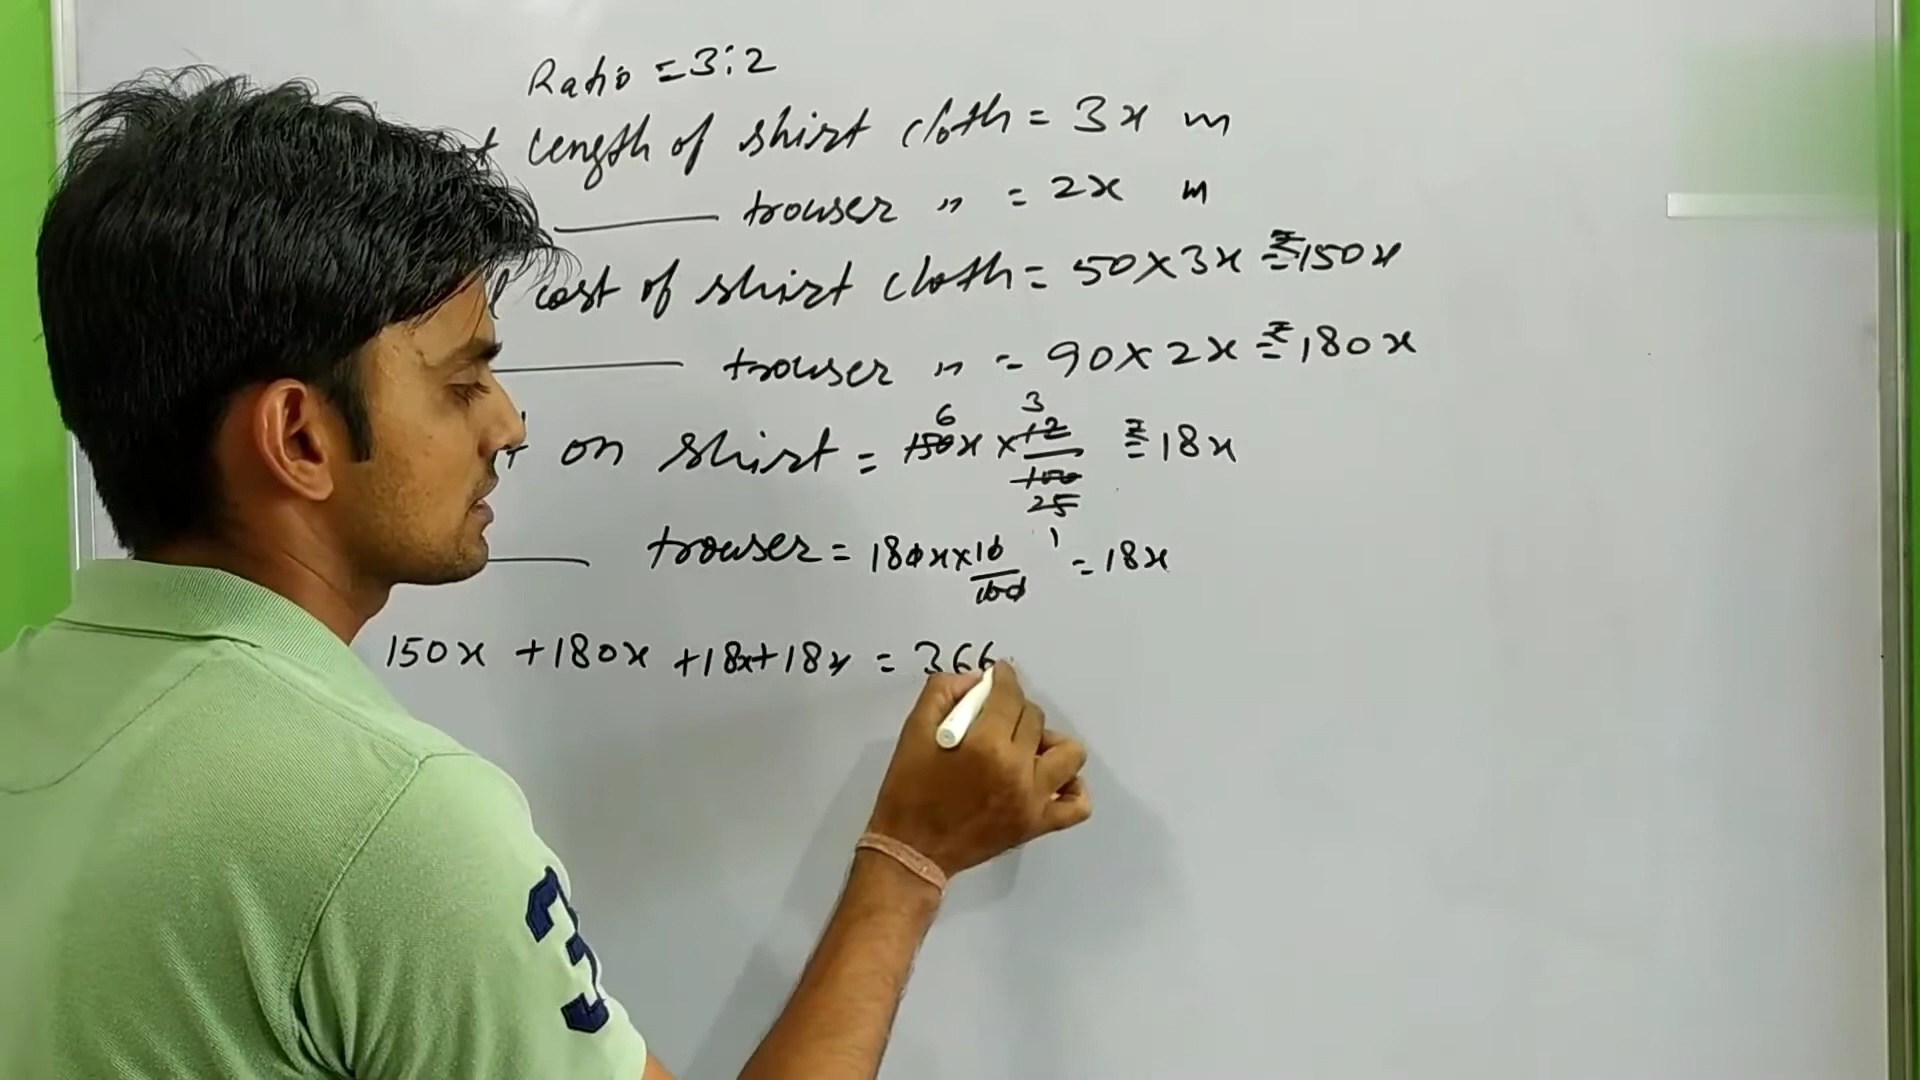 Ratio = 3:2
length of shirt cloth = 3x m
trouser " = 2x m
cost of shirt cloth = 50 × 3x = ₹150x
trouser " = 90 × 2x = ₹180x
on shirt = 150x × 12/100 = ₹18x
6 3
25
trouser = 180x × 10/100 = 18x
1
150x + 180x + 18x + 18x = 366
3